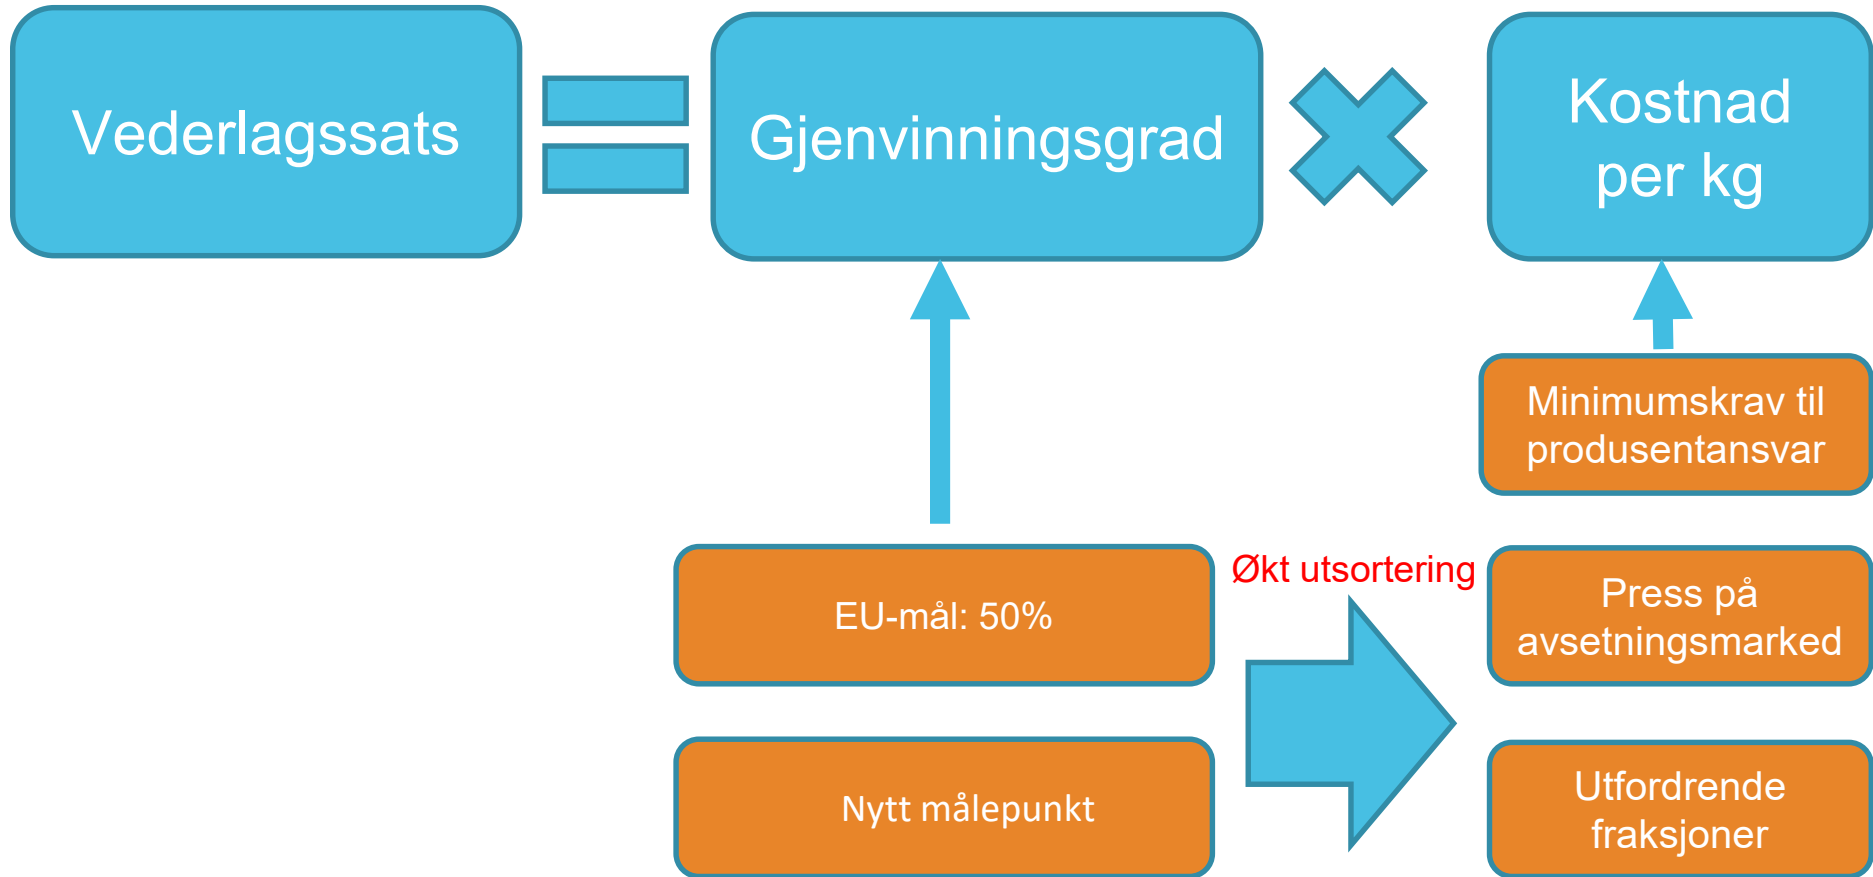 Vederlagssats
Gjenvinningsgrad
Kostnad
per kg
Minimumskrav til
produsentansvar
EU-mål: 50%
Økt utsortering
Press på
avsetningsmarked
Nytt målepunkt
Utfordrende
fraksjoner